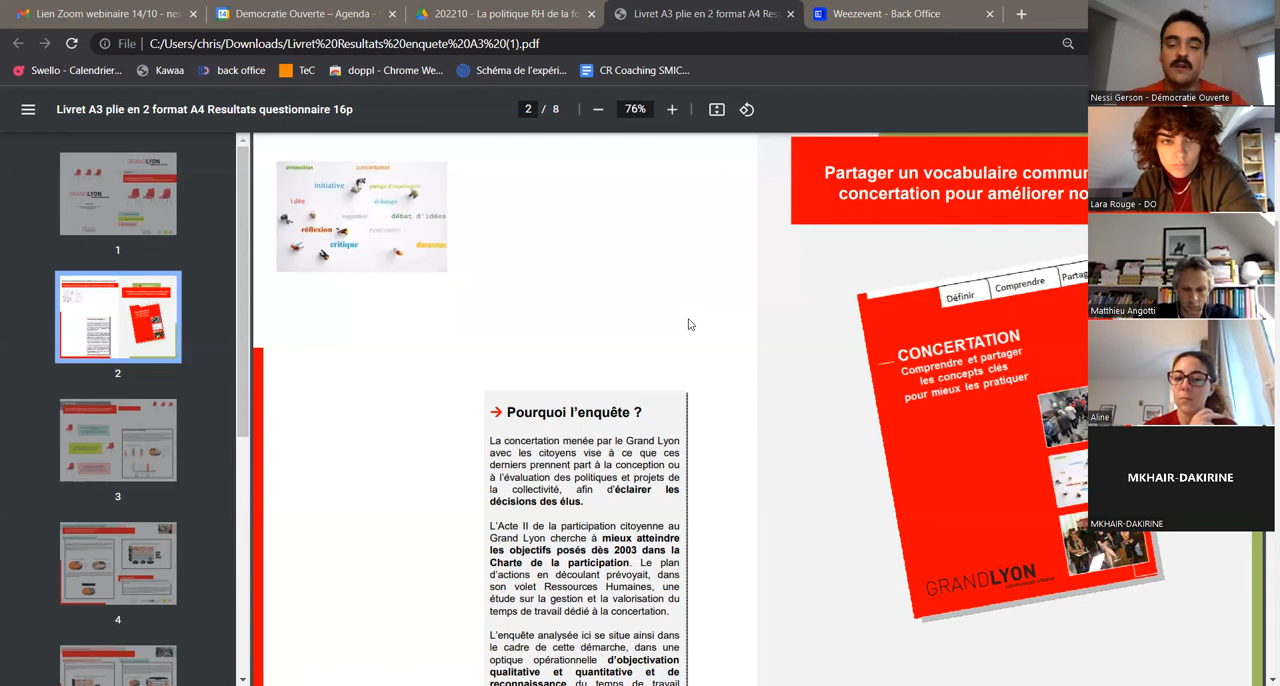 Lien Zoom webinaire 14/10 - nes
Democratie Ouverte – Agenda -
202210 - La politique RH de la fo
Livret A3 plie en 2 format A4 Res
Weezevent - Back Office
File
C:/Users/chris/Downloads/Livret%20Resultats%20enquete%20A3%20(1).pdf
Swello - Calendrier...
Kawaa
back office
TeC
doppl - Chrome We...
Schéma de l'expéri...
CR Coaching SMIC...
Livret A3 plie en 2 format A4 Resultats questionnaire 16p
2 / 8
76%
1
2
3
4
initiative
idée
échange
débat d'idées
rencontre
réflexion
critique
Partager un vocabulaire commu
concertation pour améliorer no
Définir
Comprendre
Partag
CONCERTATION
Comprendre et partager
les concepts clés
pour mieux les pratiquer
GRANDLYON
→ Pourquoi l'enquête ?
La concertation menée par le Grand Lyon
avec les citoyens vise à ce que ces
derniers prennent part à la conception ou
à l'évaluation des politiques et projets de
la collectivité, afin d'éclairer les
décisions des élus.
L'Acte II de la participation citoyenne au
Grand Lyon cherche à mieux atteindre
les objectifs posés dès 2003 dans la
Charte de la participation. Le plan
d'actions en découlant prévoyait, dans
son volet Ressources Humaines, une
étude sur la gestion et la valorisation du
temps de travail dédié à la concertation.
L'enquête analysée ici se situe ainsi dans
le cadre de cette démarche, dans une
optique opérationnelle d'objectivation
qualitative et quantitative et de
reconnaissance du temps de travail
Nessi Gerson - Démocratie Ouverte
Lara Rouge - DO
Matthieu Angotti
Aline
MKHAIR-DAKIRINE
MKHAIR-DAKIRINE